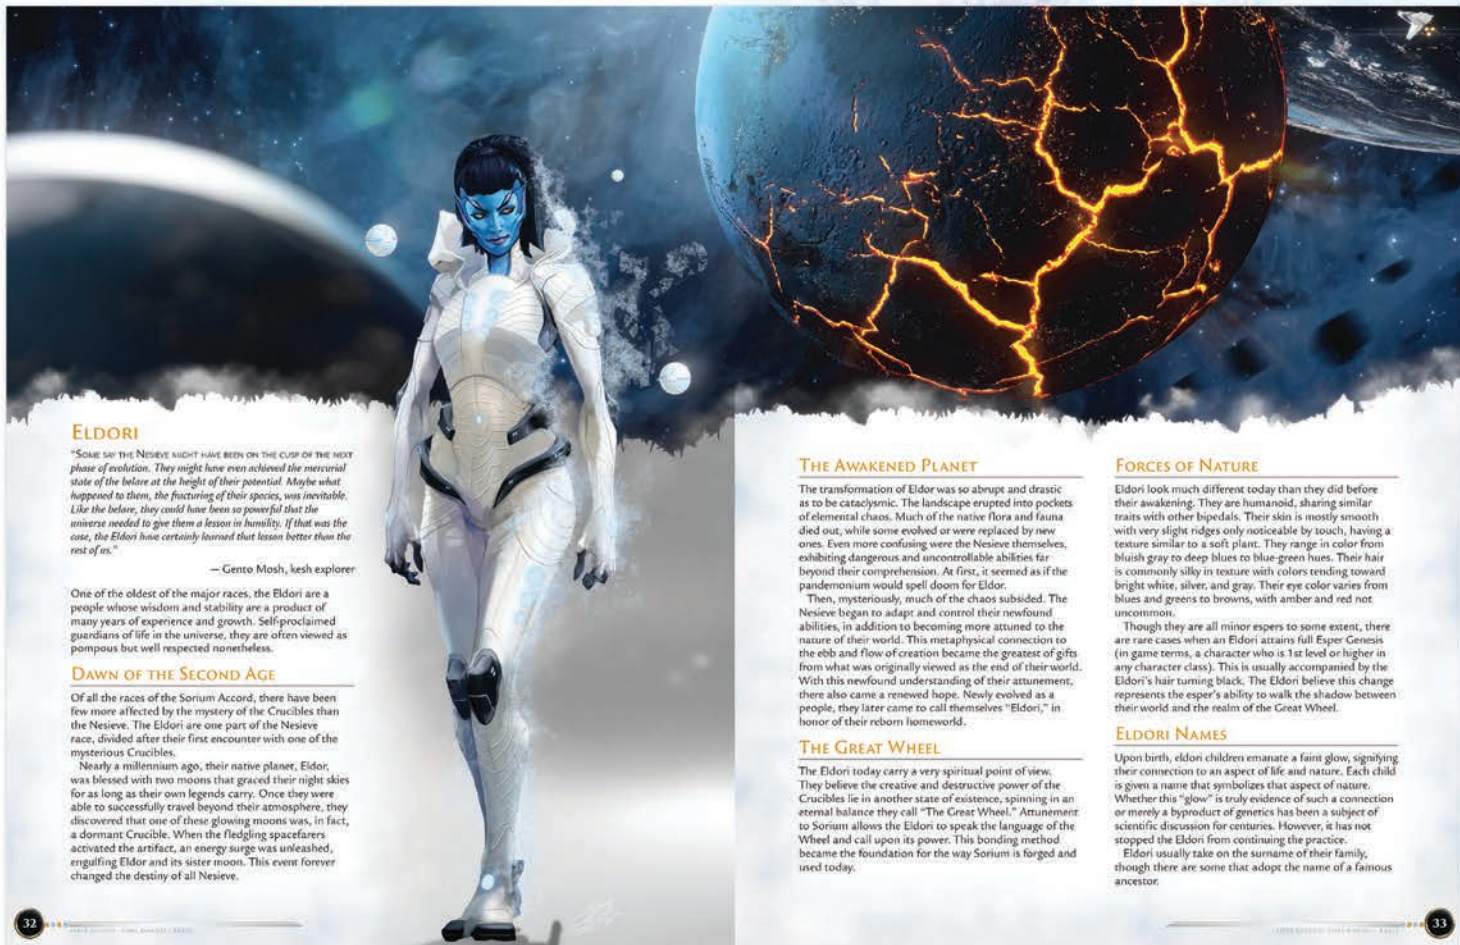 ELDORI
"SOME SAY THE NESIEVE MIGHT HAVE BEEN ON THE CUSP OF THE NEXT
phase of evolution. They might have even achieved the mercurial
state of the belare at the height of their potential. Maybe what
happened to them, the fracturing of their species, was inevitable.
Like the belare, they could have been so powerful that the
universe needed to give them a lesson in humility. If that was the
case, the Eldori have certainly learned that lesson better than the
rest of us."
— Gento Mosh, kesh explorer
One of the oldest of the major races, the Eldori are a
people whose wisdom and stability are a product of
many years of experience and growth. Self-proclaimed
guardians of life in the universe, they are often viewed as
pompous but well respected nonetheless.
DAWN OF THE SECOND AGE
Of all the races of the Sorium Accord, there have been
few more affected by the mystery of the Crucibles than
the Nesieve. The Eldori are one part of the Nesieve
race, divided after their first encounter with one of the
mysterious Crucibles.
Nearly a millennium ago, their native planet, Eldor,
was blessed with two moons that graced their night skies
for as long as their own legends carry. Once they were
able to successfully travel beyond their atmosphere, they
discovered that one of these glowing moons was, in fact,
a dormant Crucible. When the fledgling spacefarers
activated the artifact, an energy surge was unleashed,
engulfing Eldor and its sister moon. This event forever
changed the destiny of all Nesieve.
32
THE AWAKENED PLANET
The transformation of Eldor was so abrupt and drastic
as to be cataclysmic. The landscape erupted into pockets
of elemental chaos. Much of the native flora and fauna
died out, while some evolved or were replaced by new
ones. Even more confusing were the Nesieve themselves,
exhibiting dangerous and uncontrollable abilities far
beyond their comprehension. At first, it seemed as if the
pandemonium would spell doom for Eldor.
Then, mysteriously, much of the chaos subsided. The
Nesieve began to adapt and control their newfound
abilities, in addition to becoming more attuned to the
nature of their world. This metaphysical connection to
the ebb and flow of creation became the greatest of gifts
from what was originally viewed as the end of their world.
With this newfound understanding of their attunement,
there also came a renewed hope. Newly evolved as a
people, they later came to call themselves "Eldori," in
honor of their reborn homeworld.
THE GREAT WHEEL
The Eldori today carry a very spiritual point of view.
They believe the creative and destructive power of the
Crucibles lie in another state of existence, spinning in an
eternal balance they call "The Great Wheel." Attunement
to Sorium allows the Eldori to speak the language of the
Wheel and call upon its power. This bonding method
became the foundation for the way Sorium is forged and
used today.
FORCES OF NATURE
Eldori look much different today than they did before
their awakening. They are humanoid, sharing similar
traits with other bipedals. Their skin is mostly smooth
with very slight ridges only noticeable by touch, having a
texture similar to a soft plant. They range in color from
bluish gray to deep blues to blue-green hues. Their hair
is commonly silky in texture with colors tending toward
bright white, silver, and gray. Their eye color varies from
blues and greens to browns, with amber and red not
uncommon.
Though they are all minor espers to some extent, there
are rare cases when an Eldori attains full Esper Genesis
(in game terms, a character who is 1st level or higher in
any character class). This is usually accompanied by the
Eldori's hair turning black. The Eldori believe this change
represents the esper's ability to walk the shadow between
their world and the realm of the Great Wheel.
ELDORI NAMES
Upon birth, eldori children emanate a faint glow, signifying
their connection to an aspect of life and nature. Each child
is given a name that symbolizes that aspect of nature.
Whether this "glow" is truly evidence of such a connection
or merely a byproduct of genetics has been a subject of
scientific discussion for centuries. However, it has not
stopped the Eldori from continuing the practice.
Eldori usually take on the surname of their family,
though there are some that adopt the name of a famous
ancestor.
33